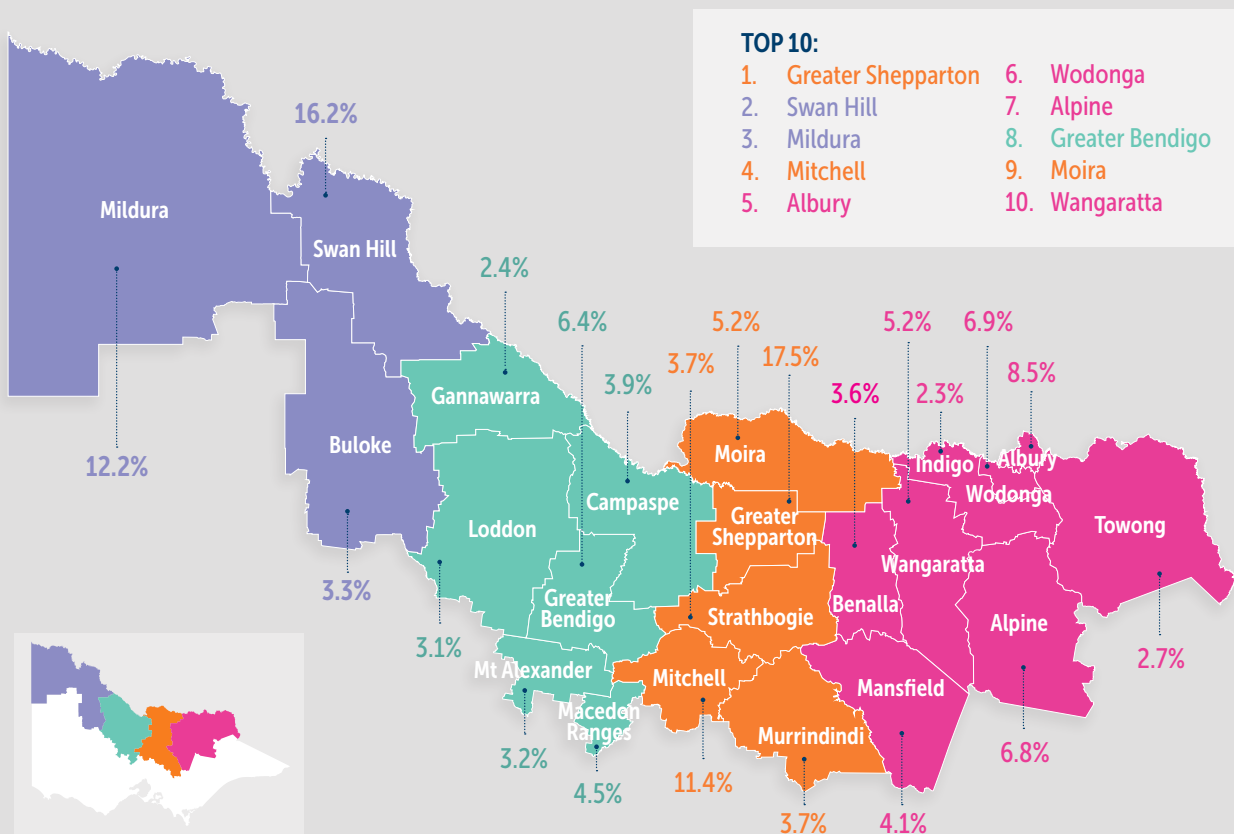 TOP 10:
1. Greater Shepparton
2. Swan Hill
3. Mildura
4. Mitchell
5. Albury
6. Wodonga
7. Alpine
8. Greater Bendigo
9. Moira
10. Wangaratta
16.2%
Mildura
Swan Hill
2.4%
6.4%
5.2%
5.2%
6.9%
3.7%
17.5%
3.9%
3.6%
2.3%
8.5%
Gannawarra
Buloke
12.2%
Moira
Indigo
Albury
Wodonga
Campaspe
Loddon
Greater
Shepparton
Towong
Wangaratta
3.3%
Greater
Bendigo
Benalla
Strathbogie
Alpine
3.1%
Mt Alexander
Mitchell
Mansfield
2.7%
Macedon
Ranges
Murrindindi
3.2%
4.5%
11.4%
6.8%
3.7%
4.1%